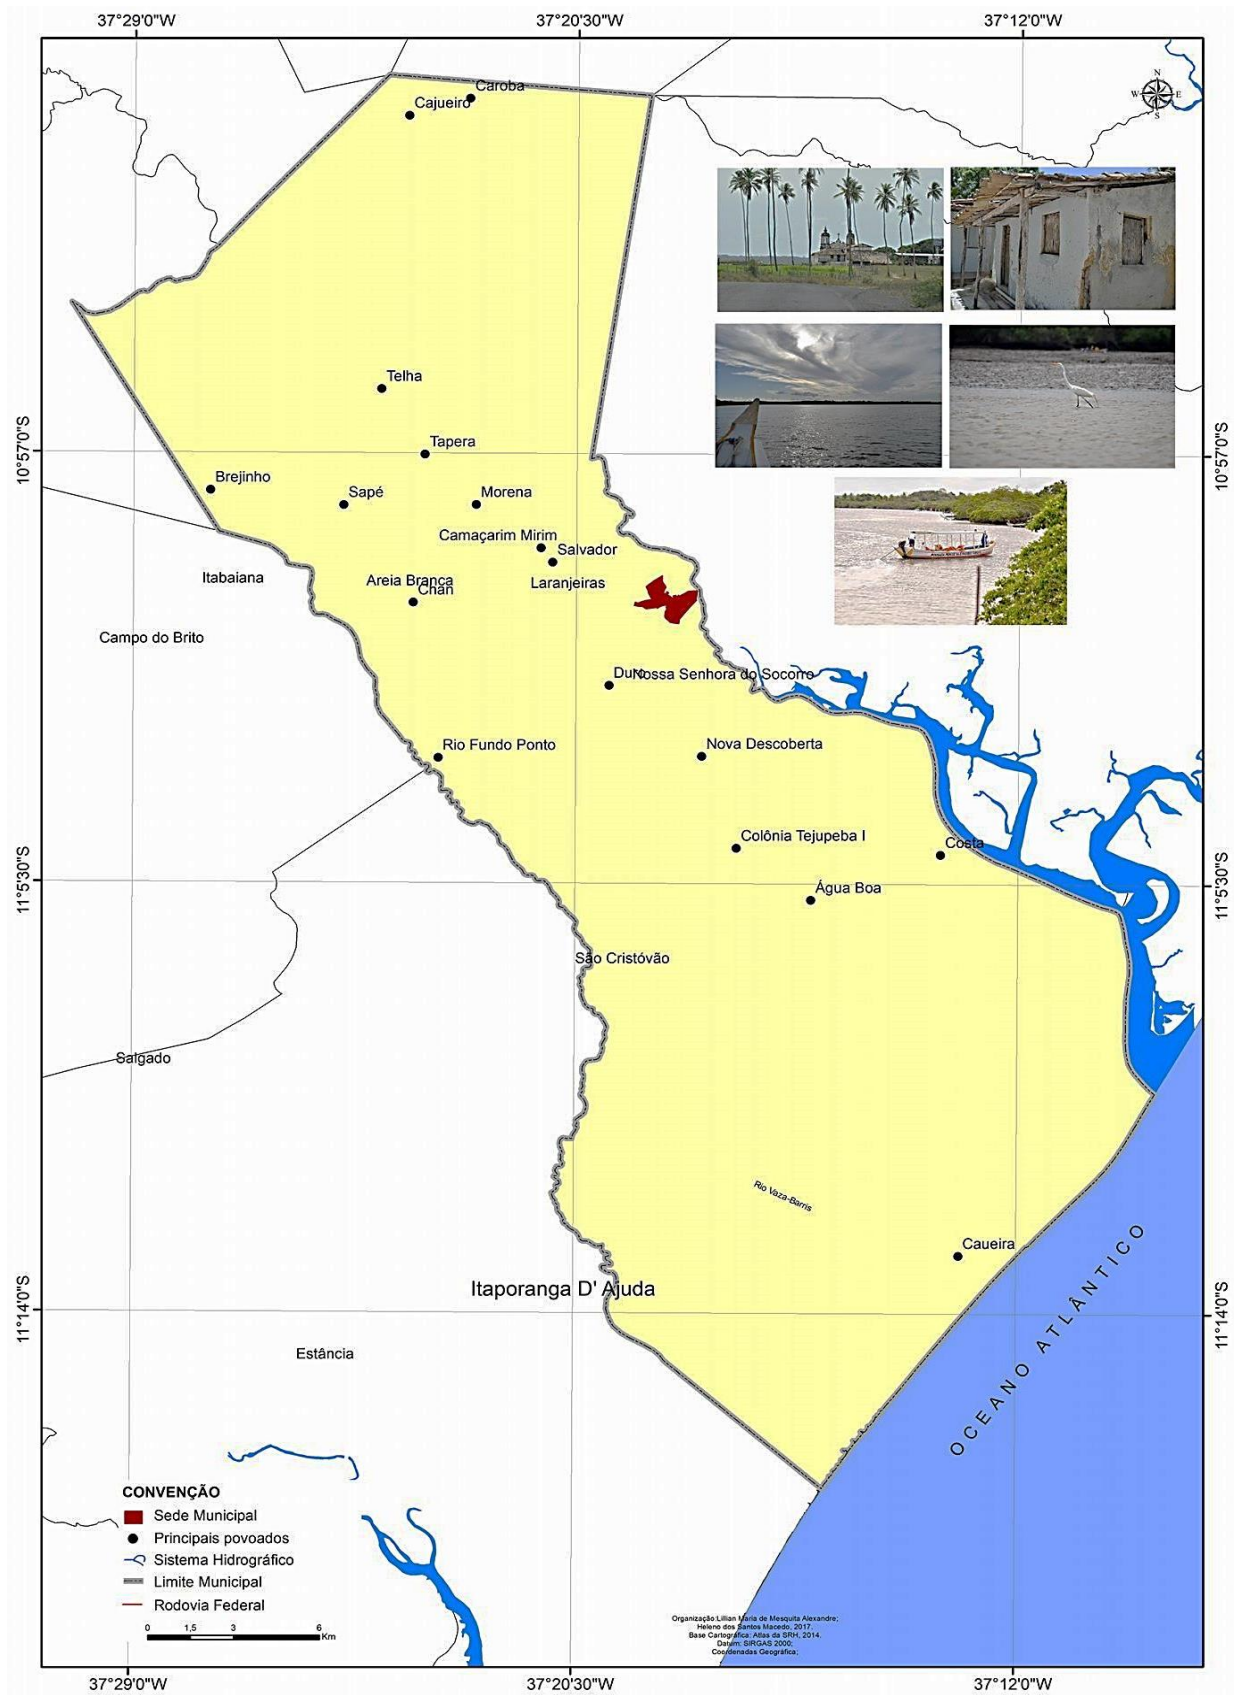 37°29'0"W
37°20'30"W
37°12'0"W
N
W
E
S
Caroba
Cajueiro
Telha
10°57'0"S
10°57'0"S
Tapera
Brejinho
Sapé
Morena
Camaçarim Mirim
Salvador
Itabaiana
Areia Branca
Laranjeiras
Chan
Campo do Brito
Duro
Nossa Senhora do Socorro
Rio Fundo Ponto
Nova Descoberta
Colônia Tejupeba I
Costa
11°5'30"S
11°5'30"S
Água Boa
São Cristóvão
Salgado
Rio Vaza-Barris
Caueira
OCEANO ATLÂNTICO
Itaporanga D' Ajuda
11°14'0"S
11°14'0"S
Estância
CONVENÇÃO
Sede Municipal
Principais povoados
Sistema Hidrográfico
Limite Municipal
Rodovia Federal
0 1,5 3 6
Km
Organização:Lillian Maria de Mesquita Alexandre;
Heleno dos Santos Macedo, 2017.
Base Cartográfica: Atlas da SRH, 2014.
Datum: SIRGAS 2000;
Coordenadas Geográfica;
37°29'0"W
37°20'30"W
37°12'0"W